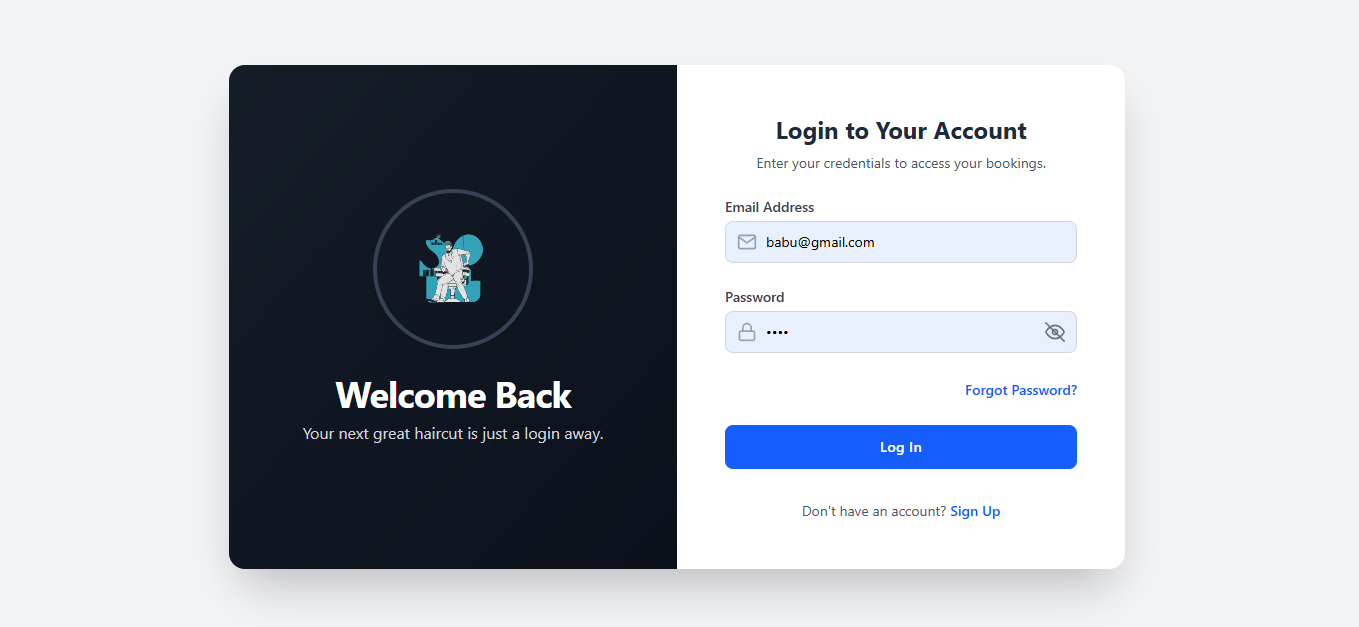 Welcome Back
Your next great haircut is just a login away.
Login to Your Account
Enter your credentials to access your bookings.
Email Address
babu@gmail.com
Password
••••
Forgot Password?
Log In
Don't have an account? Sign Up